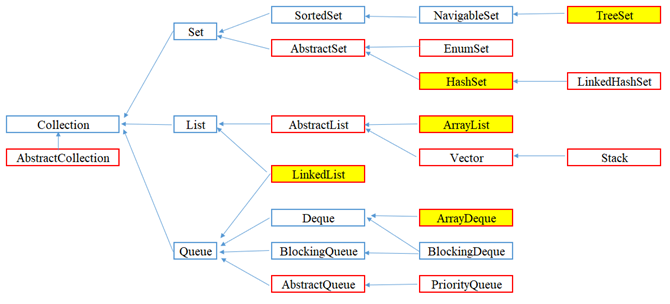 SortedSet
NavigableSet
TreeSet
Set
AbstractSet
EnumSet
HashSet
LinkedHashSet
Collection
List
AbstractList
ArrayList
AbstractCollection
Vector
Stack
LinkedList
Deque
ArrayDeque
Queue
BlockingQueue
BlockingDeque
AbstractQueue
PriorityQueue